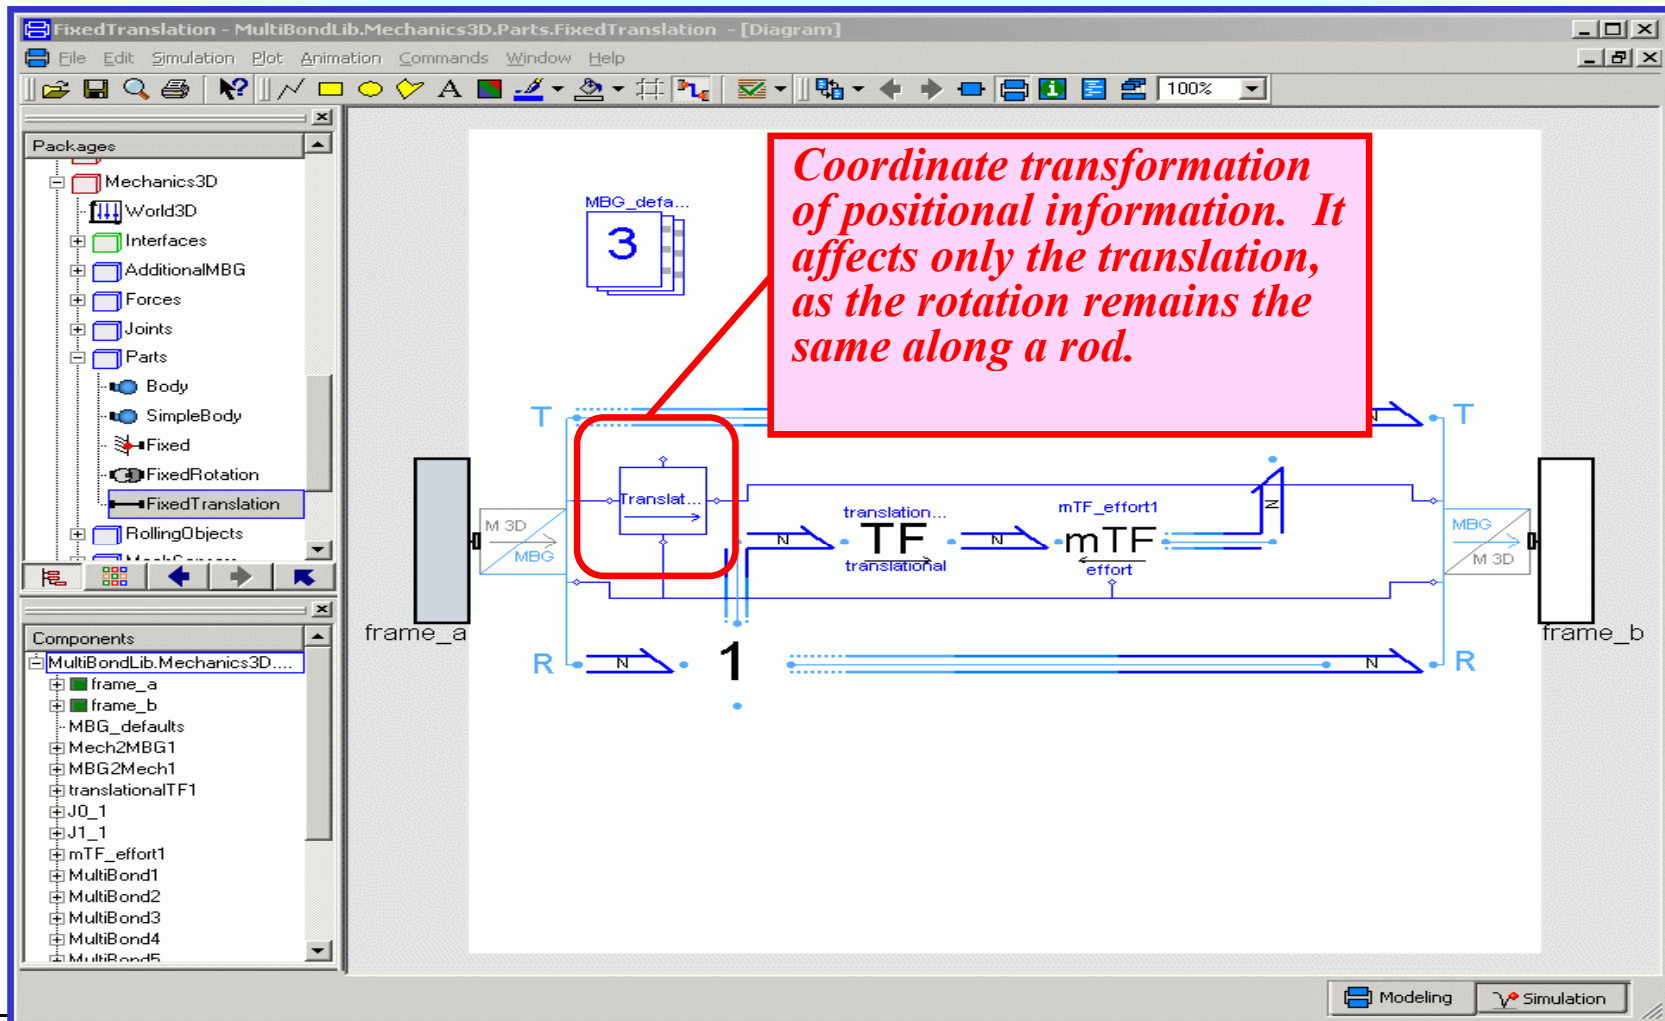 FixedTranslation - MultiBondLib.Mechanics3D.Parts.FixedTranslation - [Diagram]
File Edit Simulation Plot Animation Commands Window Help
A 100%
Packages
Mechanics3D
World3D
Interfaces
AdditionalMBG
Forces
Joints
Parts
Body
SimpleBody
Fixed
FixedRotation
FixedTranslation
RollingObjects
Components
MultiBondLib.Mechanics3D....
frame_a
frame_b
MBG_defaults
Mech2MBG1
MBG2Mech1
translationalTF1
J0_1
J1_1
mTF_effort1
MultiBond1
MultiBond2
MultiBond3
MultiBond4
MultiBond5
MBG_defa...
3
Coordinate transformation
of positional information. It
affects only the translation,
as the rotation remains the
same along a rod.
T N T
Translat...
M 3D
MBG
translation...
N TF N
translational
mTF_effort1
mTF
effort
N
MBG
M 3D
frame_a
frame_b
R N 1 N R
Modeling Simulation